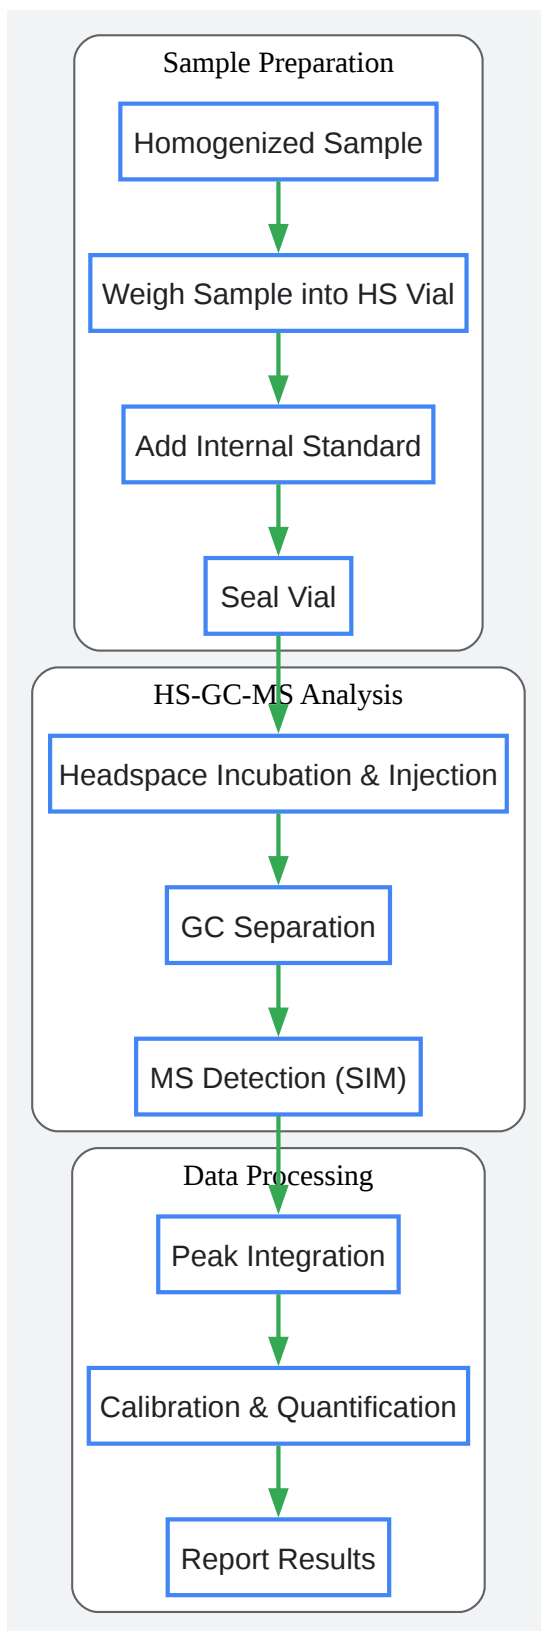 Sample Preparation
Homogenized Sample
Weigh Sample into HS Vial
Add Internal Standard
Seal Vial
HS-GC-MS Analysis
Headspace Incubation & Injection
GC Separation
MS Detection (SIM)
Data Processing
Peak Integration
Calibration & Quantification
Report Results